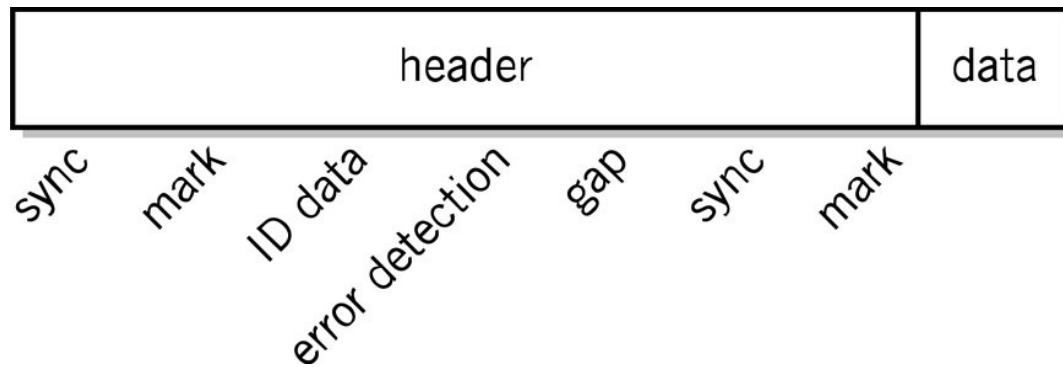 header data
sync mark ID data error detection gap sync mark